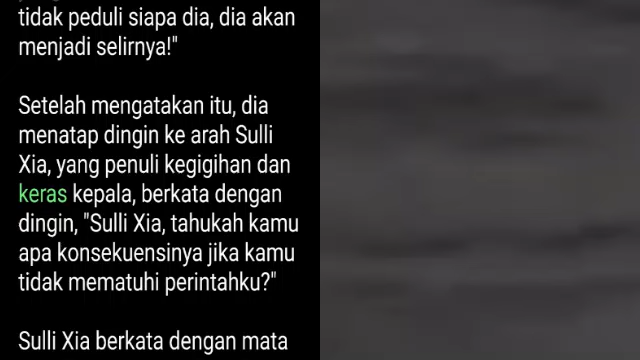 tidak peduli siapa dia, dia akan
menjadi selirnya!"
Setelah mengatakan itu, dia
menatap dingin ke arah Sulli
Xia, yang penuli kegigihan dan
keras kepala, berkata dengan
dingin, "Sulli Xia, tahukah kamu
apa konsekuensinya jika kamu
tidak mematuhi perintahku?"
Sulli Xia berkata dengan mata